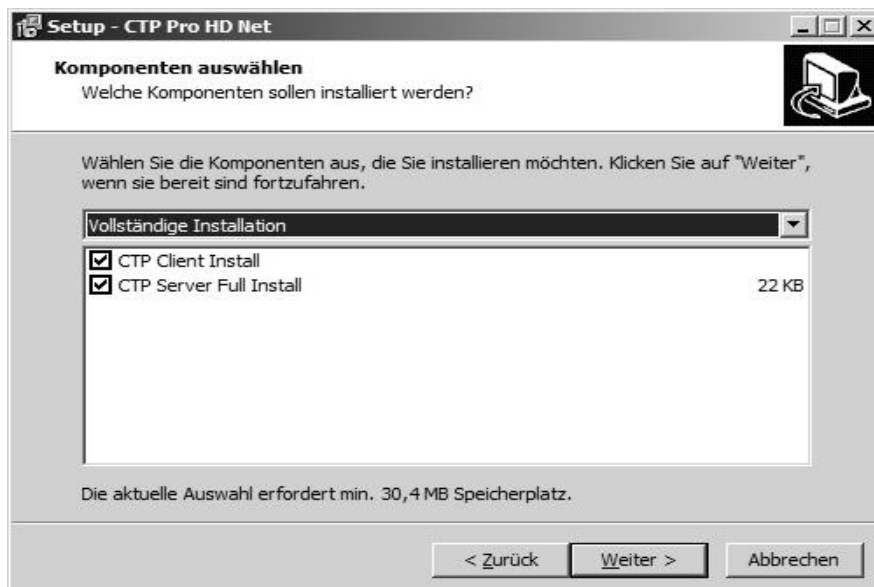 Setup - CTP Pro HD Net
Komponenten auswählen
Welche Komponenten sollen installiert werden?
Wählen Sie die Komponenten aus, die Sie installieren möchten. Klicken Sie auf "Weiter",
wenn sie bereit sind fortzufahren.
Vollständige Installation
CTP Client Install
CTP Server Full Install 22 KB
Die aktuelle Auswahl erfordert min. 30,4 MB Speicherplatz.
< Zurück Weiter > Abbrechen